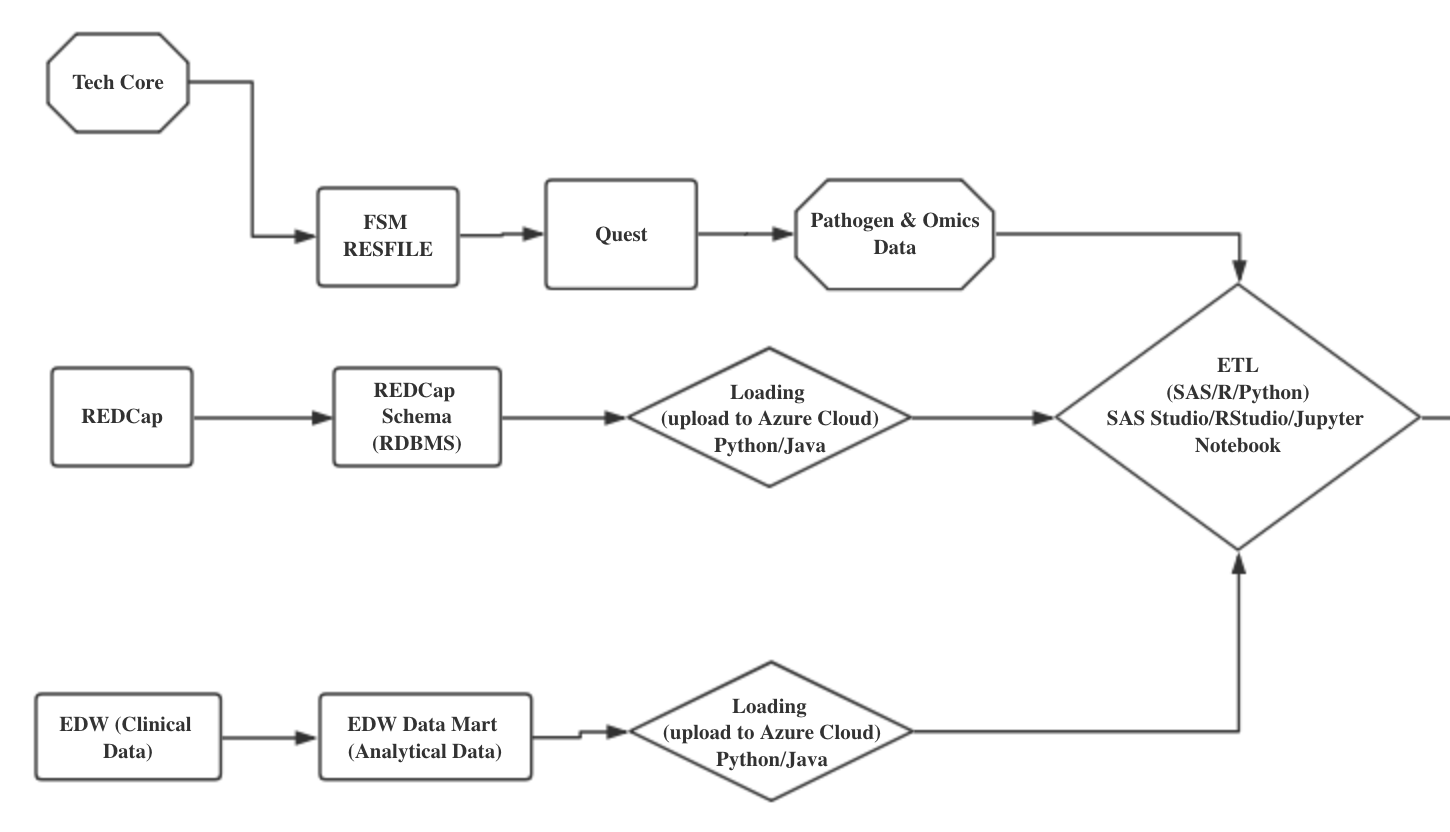 Tech Core
FSM
RESFILE
Quest
Pathogen & Omics
Data
REDCap
REDCap
Schema
(RDBMS)
Loading
(upload to Azure Cloud)
Python/Java
ETL
(SAS/R/Python)
SAS Studio/RStudio/Jupyter
Notebook
EDW (Clinical
Data)
EDW Data Mart
(Analytical Data)
Loading
(upload to Azure Cloud)
Python/Java